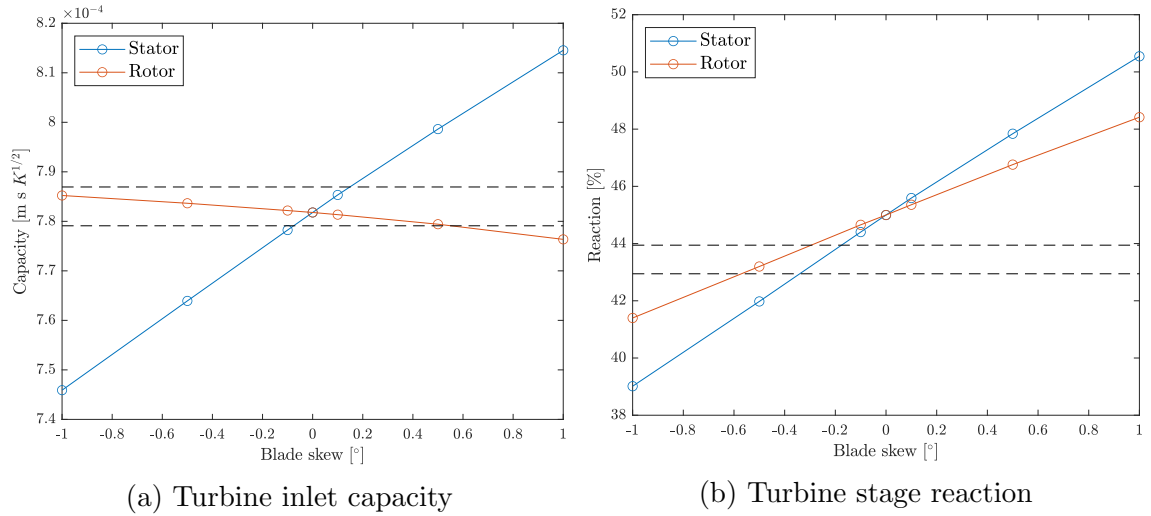 ×10⁻⁴
8.2
8.1
8
7.9
7.8
7.7
7.6
7.5
7.4
Capacity [m s K^1/2]
Stator
Rotor
-1 -0.8 -0.6 -0.4 -0.2 0 0.2 0.4 0.6 0.8 1
Blade skew [°]
(a) Turbine inlet capacity
52
50
48
46
44
42
40
38
Reaction [%]
Stator
Rotor
-1 -0.8 -0.6 -0.4 -0.2 0 0.2 0.4 0.6 0.8 1
Blade skew [°]
(b) Turbine stage reaction